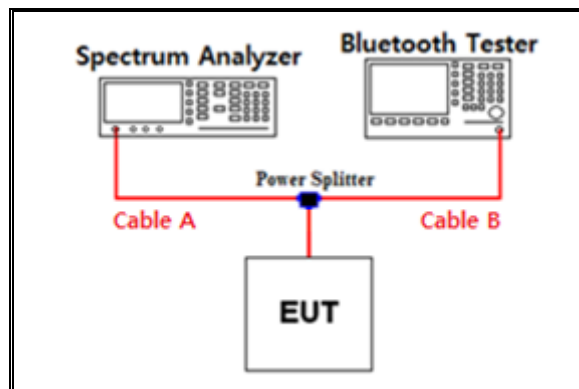 Spectrum Analyzer
Bluetooth Tester
Power Splitter
Cable A
Cable B
EUT